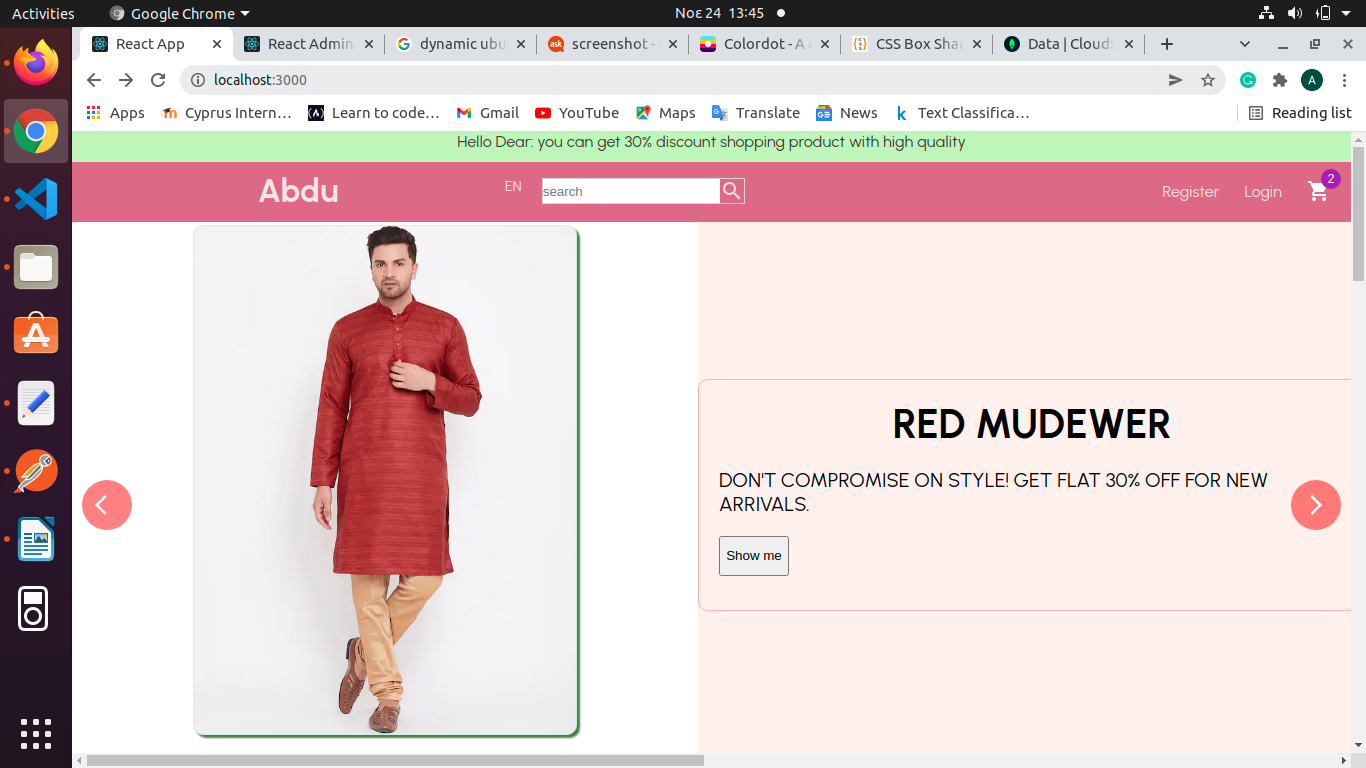 Activities Google Chrome Νοε 24 13:45
React App React Admin dynamic ubu screenshot - Colordot - A CSS Box Sha Data | Cloud:
localhost:3000 A
Apps Cyprus Intern… Learn to code… Gmail YouTube Maps Translate News Text Classifica… Reading list
Hello Dear: you can get 30% discount shopping product with high quality
Abdu EN search Register Login 2
RED MUDEWER
DON'T COMPROMISE ON STYLE! GET FLAT 30% OFF FOR NEW
ARRIVALS.
Show me